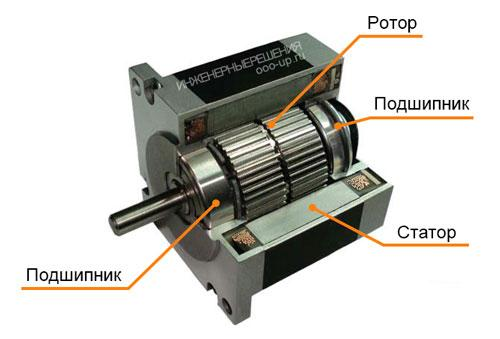 Ротор
ИНЖЕНЕРНЫЕРЕШЕНИЯ
ooo-up.ru
Подшипник
Статор
Подшипник